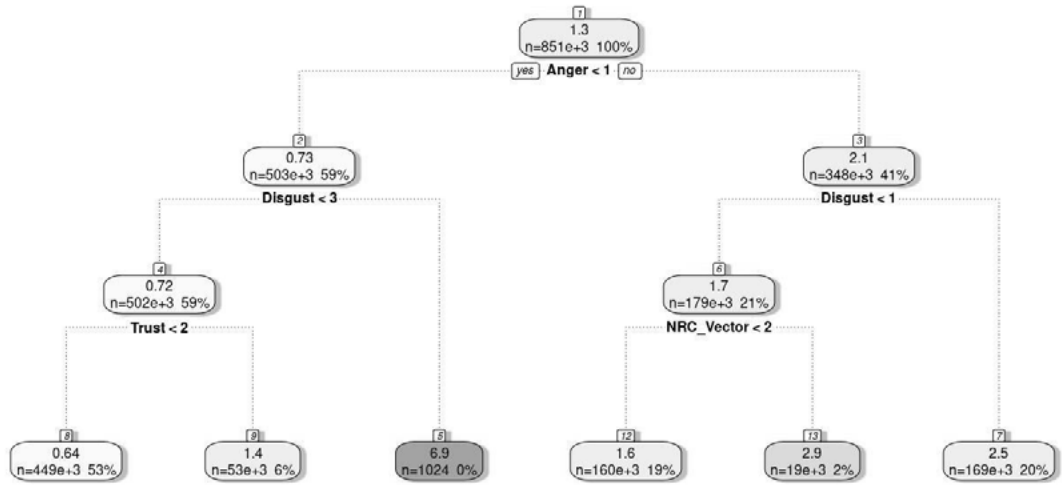 1
1.3
n=851e+3 100%
yes Anger < 1 no
2
0.73
n=503e+3 59%
Disgust < 3
3
2.1
n=348e+3 41%
Disgust < 1
4
0.72
n=502e+3 59%
Trust < 2
6
1.7
n=179e+3 21%
NRC_Vector < 2
8
0.64
n=449e+3 53%
9
1.4
n=53e+3 6%
5
6.9
n=1024 0%
12
1.6
n=160e+3 19%
13
2.9
n=19e+3 2%
7
2.5
n=169e+3 20%